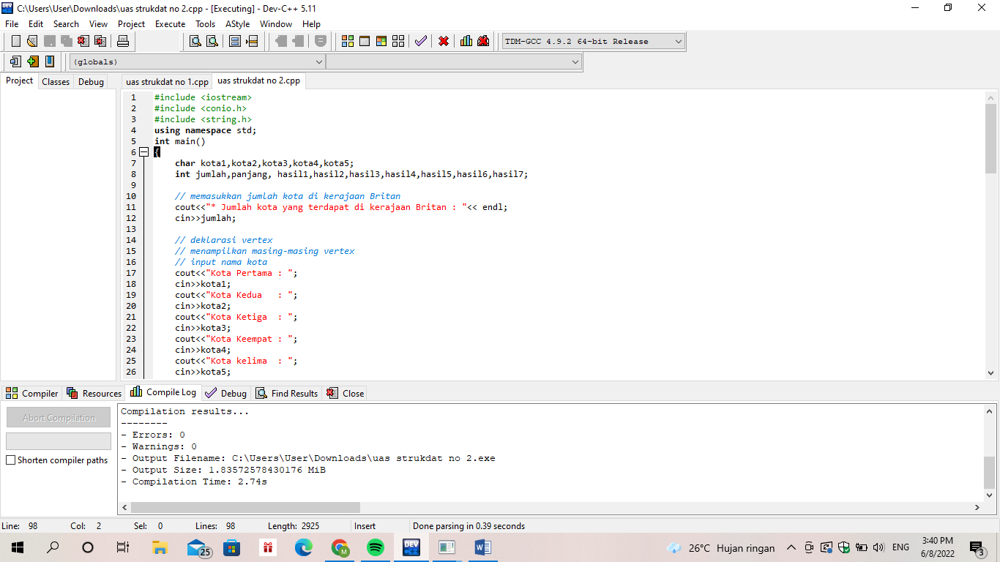 C:\Users\User\Downloads\uas strukdat no 2.cpp - [Executing] - Dev-C++ 5.11
File Edit Search View Project Execute Tools AStyle Window Help
TDM-GCC 4.9.2 64-bit Release
(globals)
Project Classes Debug
uas strukdat no 1.cpp uas strukdat no 2.cpp
1 #include <iostream>
2 #include <conio.h>
3 #include <string.h>
4 using namespace std;
5 int main()
6 {
7 char kota1,kota2,kota3,kota4,kota5;
8 int jumlah,panjang, hasil1,hasil2,hasil3,hasil4,hasil5,hasil6,hasil7;
9
10 // memasukkan jumlah kota di kerajaan Britan
11 cout<<"* Jumlah kota yang terdapat di kerajaan Britan : "<< endl;
12 cin>>jumlah;
13
14 // deklarasi vertex
15 // menampilkan masing-masing vertex
16 // input nama kota
17 cout<<"Kota Pertama : ";
18 cin>>kota1;
19 cout<<"Kota Kedua   : ";
20 cin>>kota2;
21 cout<<"Kota Ketiga  : ";
22 cin>>kota3;
23 cout<<"Kota Keempat : ";
24 cin>>kota4;
25 cout<<"Kota kelima  : ";
26 cin>>kota5;
Compiler Resources Compile Log Debug Find Results Close
Abort Compilation
Shorten compiler paths
Compilation results...
--------
- Errors: 0
- Warnings: 0
- Output Filename: C:\Users\User\Downloads\uas strukdat no 2.exe
- Output Size: 1.83572578430176 MiB
- Compilation Time: 2.74s
Line: 98 Col: 2 Sel: 0 Lines: 98 Length: 2925 Insert Done parsing in 0.39 seconds
25
M
DEV
26°C Hujan ringan
ENG
3:40 PM
6/8/2022
3